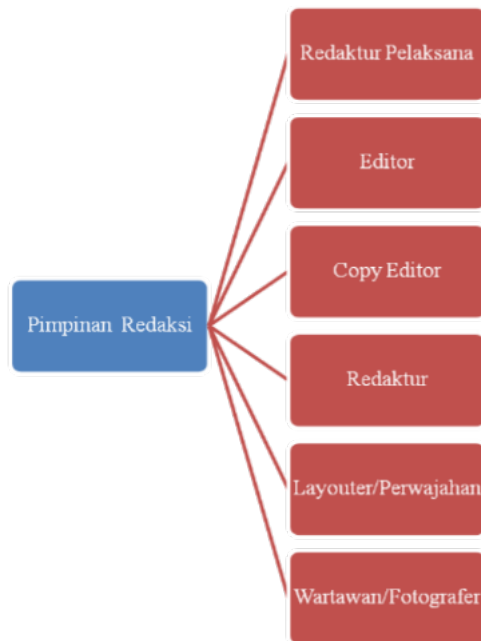 Redaktur Pelaksana
Editor
Copy Editor
Pimpinan Redaksi
Redaktur
Layouter/Perwajahan
Wartawan/Fotografer